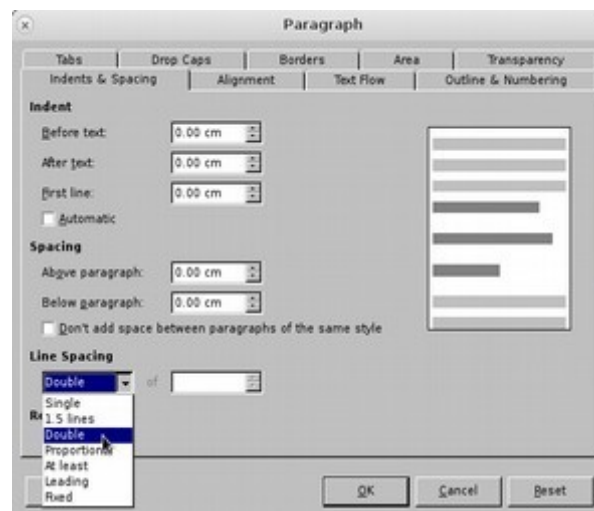 Paragraph
Tabs Drop Caps Borders Area Transparency
Indents & Spacing Alignment Text Flow Outline & Numbering
Indent
Before text: 0.00 cm
After text: 0.00 cm
First line: 0.00 cm
Automatic
Spacing
Above paragraph: 0.00 cm
Below paragraph: 0.00 cm
Don't add space between paragraphs of the same style
Line Spacing
Double of
Single
1.5 lines
Double
Proportional
At least
Leading
Fixed
OK Cancel Reset